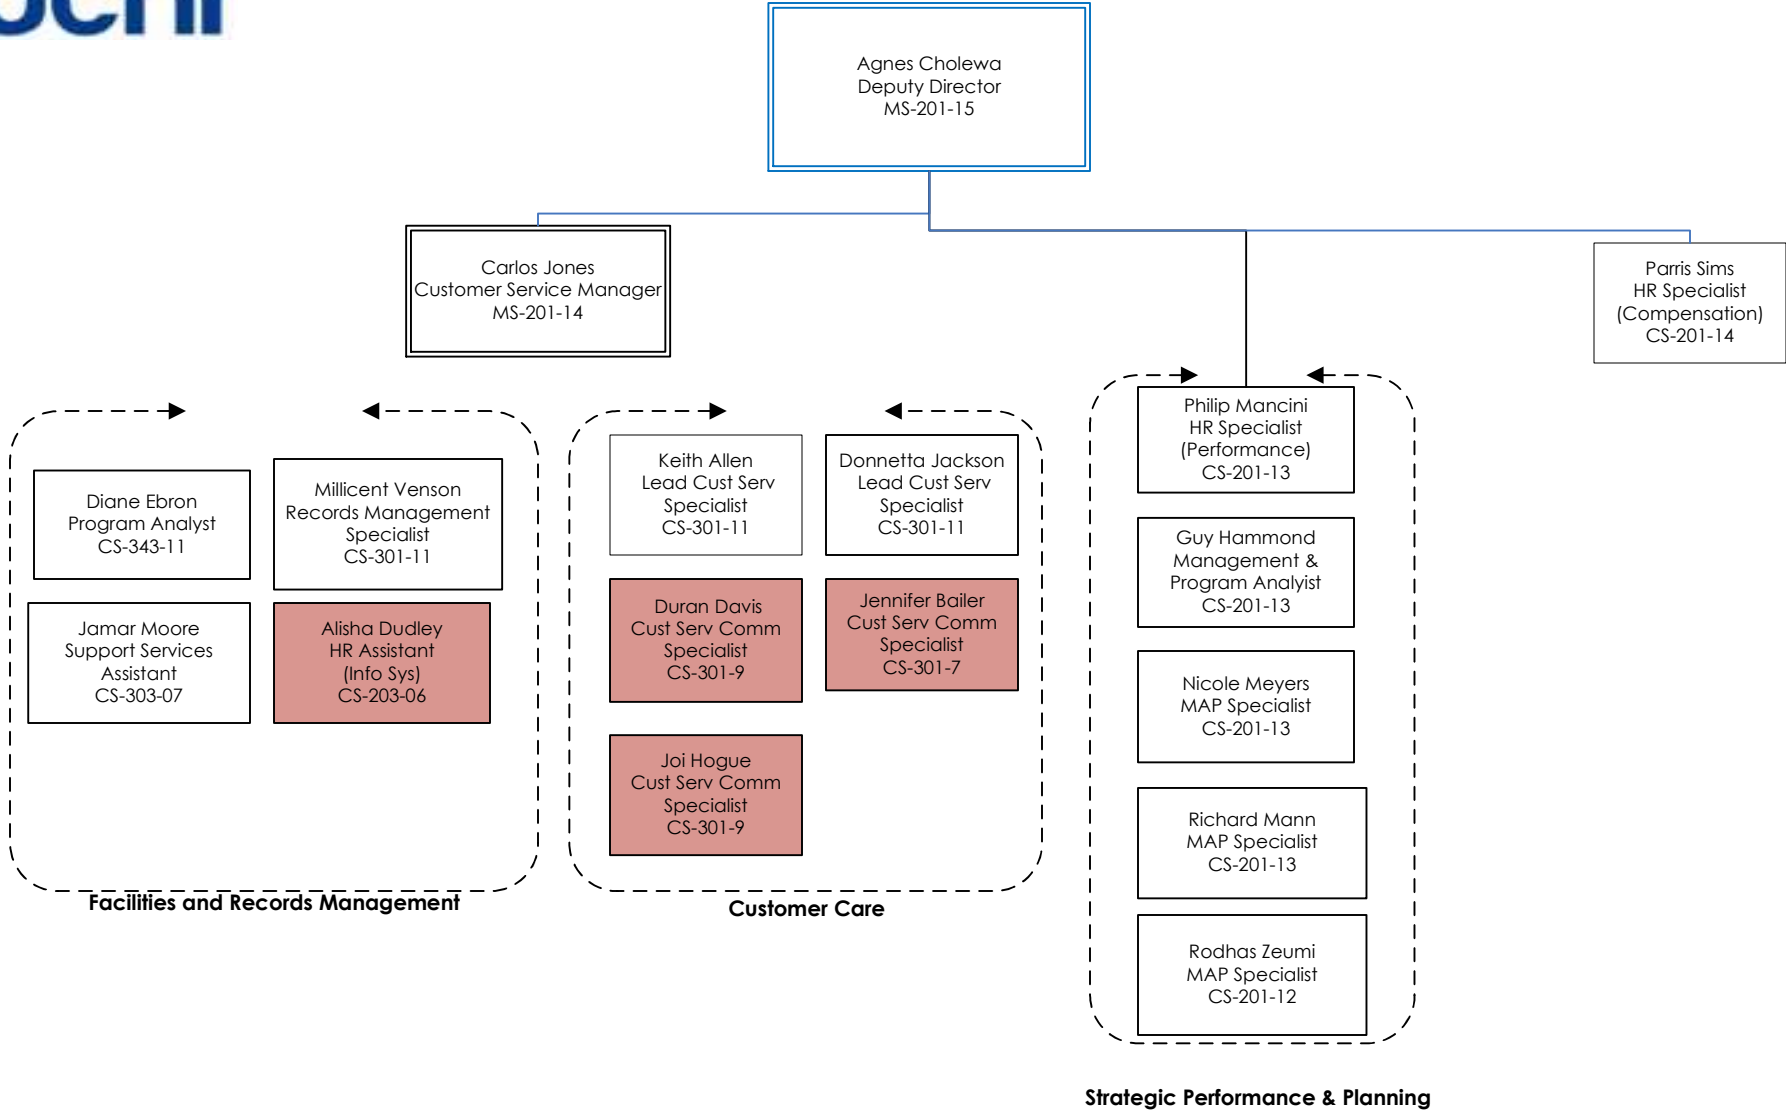 Agnes Cholewa
Deputy Director
MS-201-15
Carlos Jones
Customer Service Manager
MS-201-14
Parris Sims
HR Specialist
(Compensation)
CS-201-14
Diane Ebron
Program Analyst
CS-343-11
Millicent Venson
Records Management
Specialist
CS-301-11
Jamar Moore
Support Services
Assistant
CS-303-07
Alisha Dudley
HR Assistant
(Info Sys)
CS-203-06
Facilities and Records Management
Keith Allen
Lead Cust Serv
Specialist
CS-301-11
Donnetta Jackson
Lead Cust Serv
Specialist
CS-301-11
Duran Davis
Cust Serv Comm
Specialist
CS-301-9
Jennifer Bailer
Cust Serv Comm
Specialist
CS-301-7
Joi Hogue
Cust Serv Comm
Specialist
CS-301-9
Customer Care
Philip Mancini
HR Specialist
(Performance)
CS-201-13
Guy Hammond
Management &
Program Analyist
CS-201-13
Nicole Meyers
MAP Specialist
CS-201-13
Richard Mann
MAP Specialist
CS-201-13
Rodhas Zeumi
MAP Specialist
CS-201-12
Strategic Performance & Planning